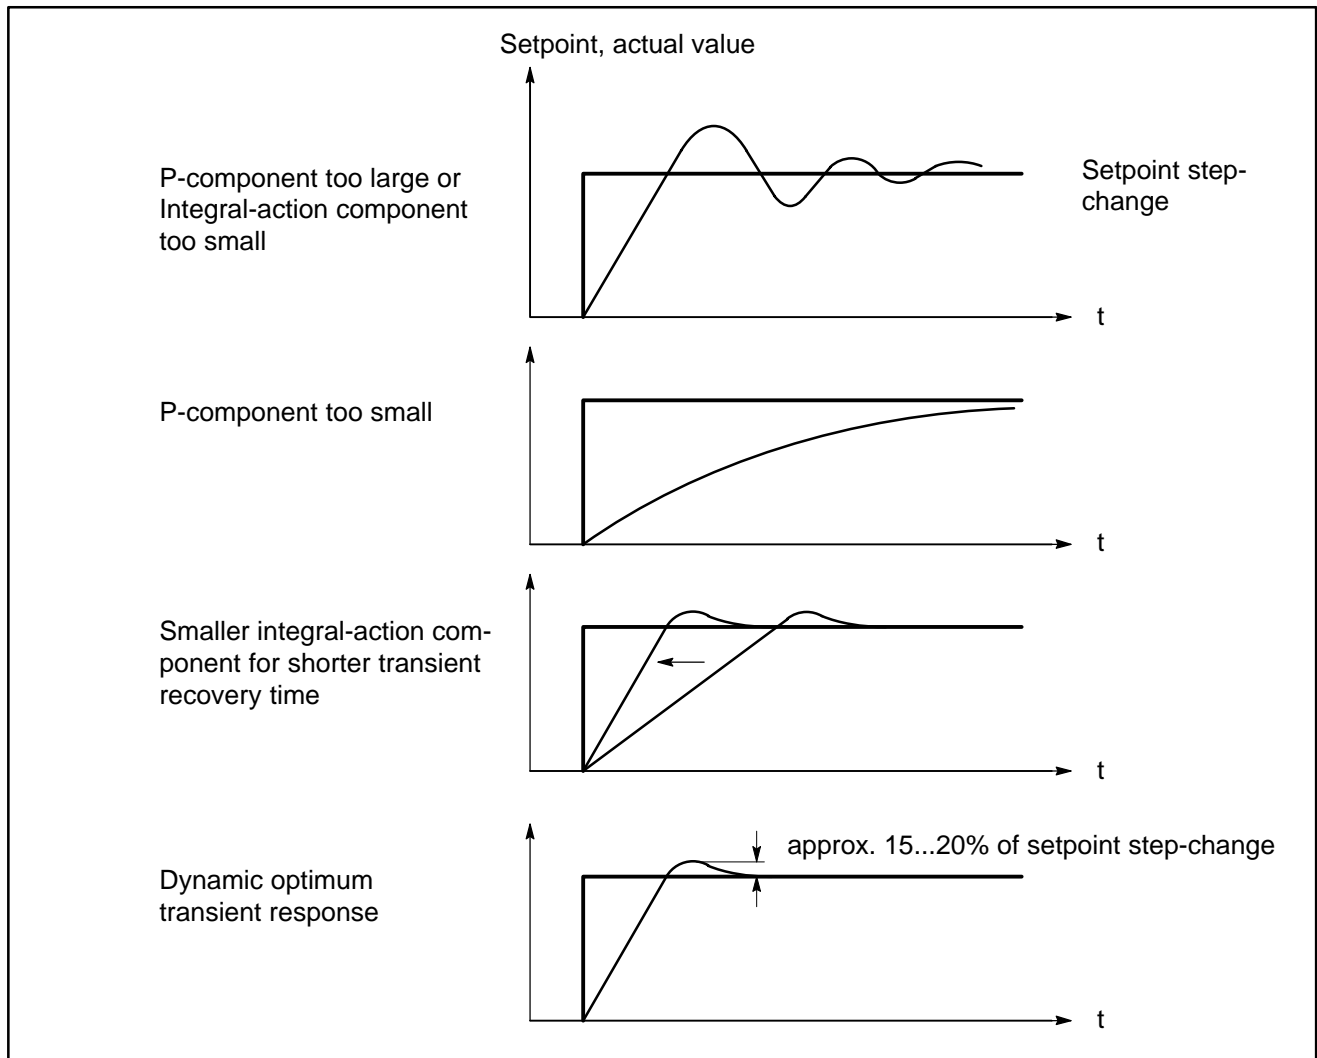 Setpoint, actual value
P-component too large or
Integral-action component
too small
Setpoint step-
change
t
P-component too small
t
Smaller integral-action com-
ponent for shorter transient
recovery time
t
approx. 15...20% of setpoint step-change
Dynamic optimum
transient response
t